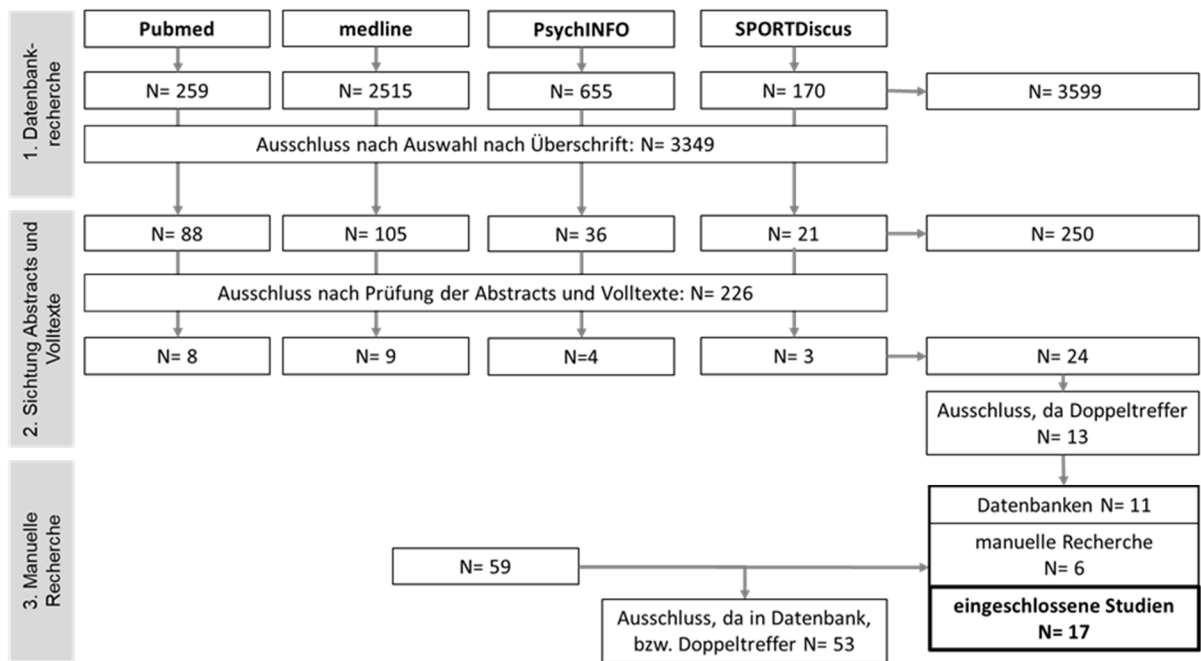 1. Datenbank-
recherche
Pubmed
medline
PsychINFO
SPORTDiscus
N= 259
N= 2515
N= 655
N= 170
N= 3599
Ausschluss nach Auswahl nach Überschrift: N= 3349
2. Sichtung Abstracts und
Volltexte
N= 88
N= 105
N= 36
N= 21
N= 250
Ausschluss nach Prüfung der Abstracts und Volltexte: N= 226
N= 8
N= 9
N=4
N= 3
N= 24
Ausschluss, da Doppeltreffer
N= 13
3. Manuelle
Recherche
Datenbanken N= 11
manuelle Recherche
N= 6
N= 59
eingeschlossene Studien
N= 17
Ausschluss, da in Datenbank,
bzw. Doppeltreffer N= 53